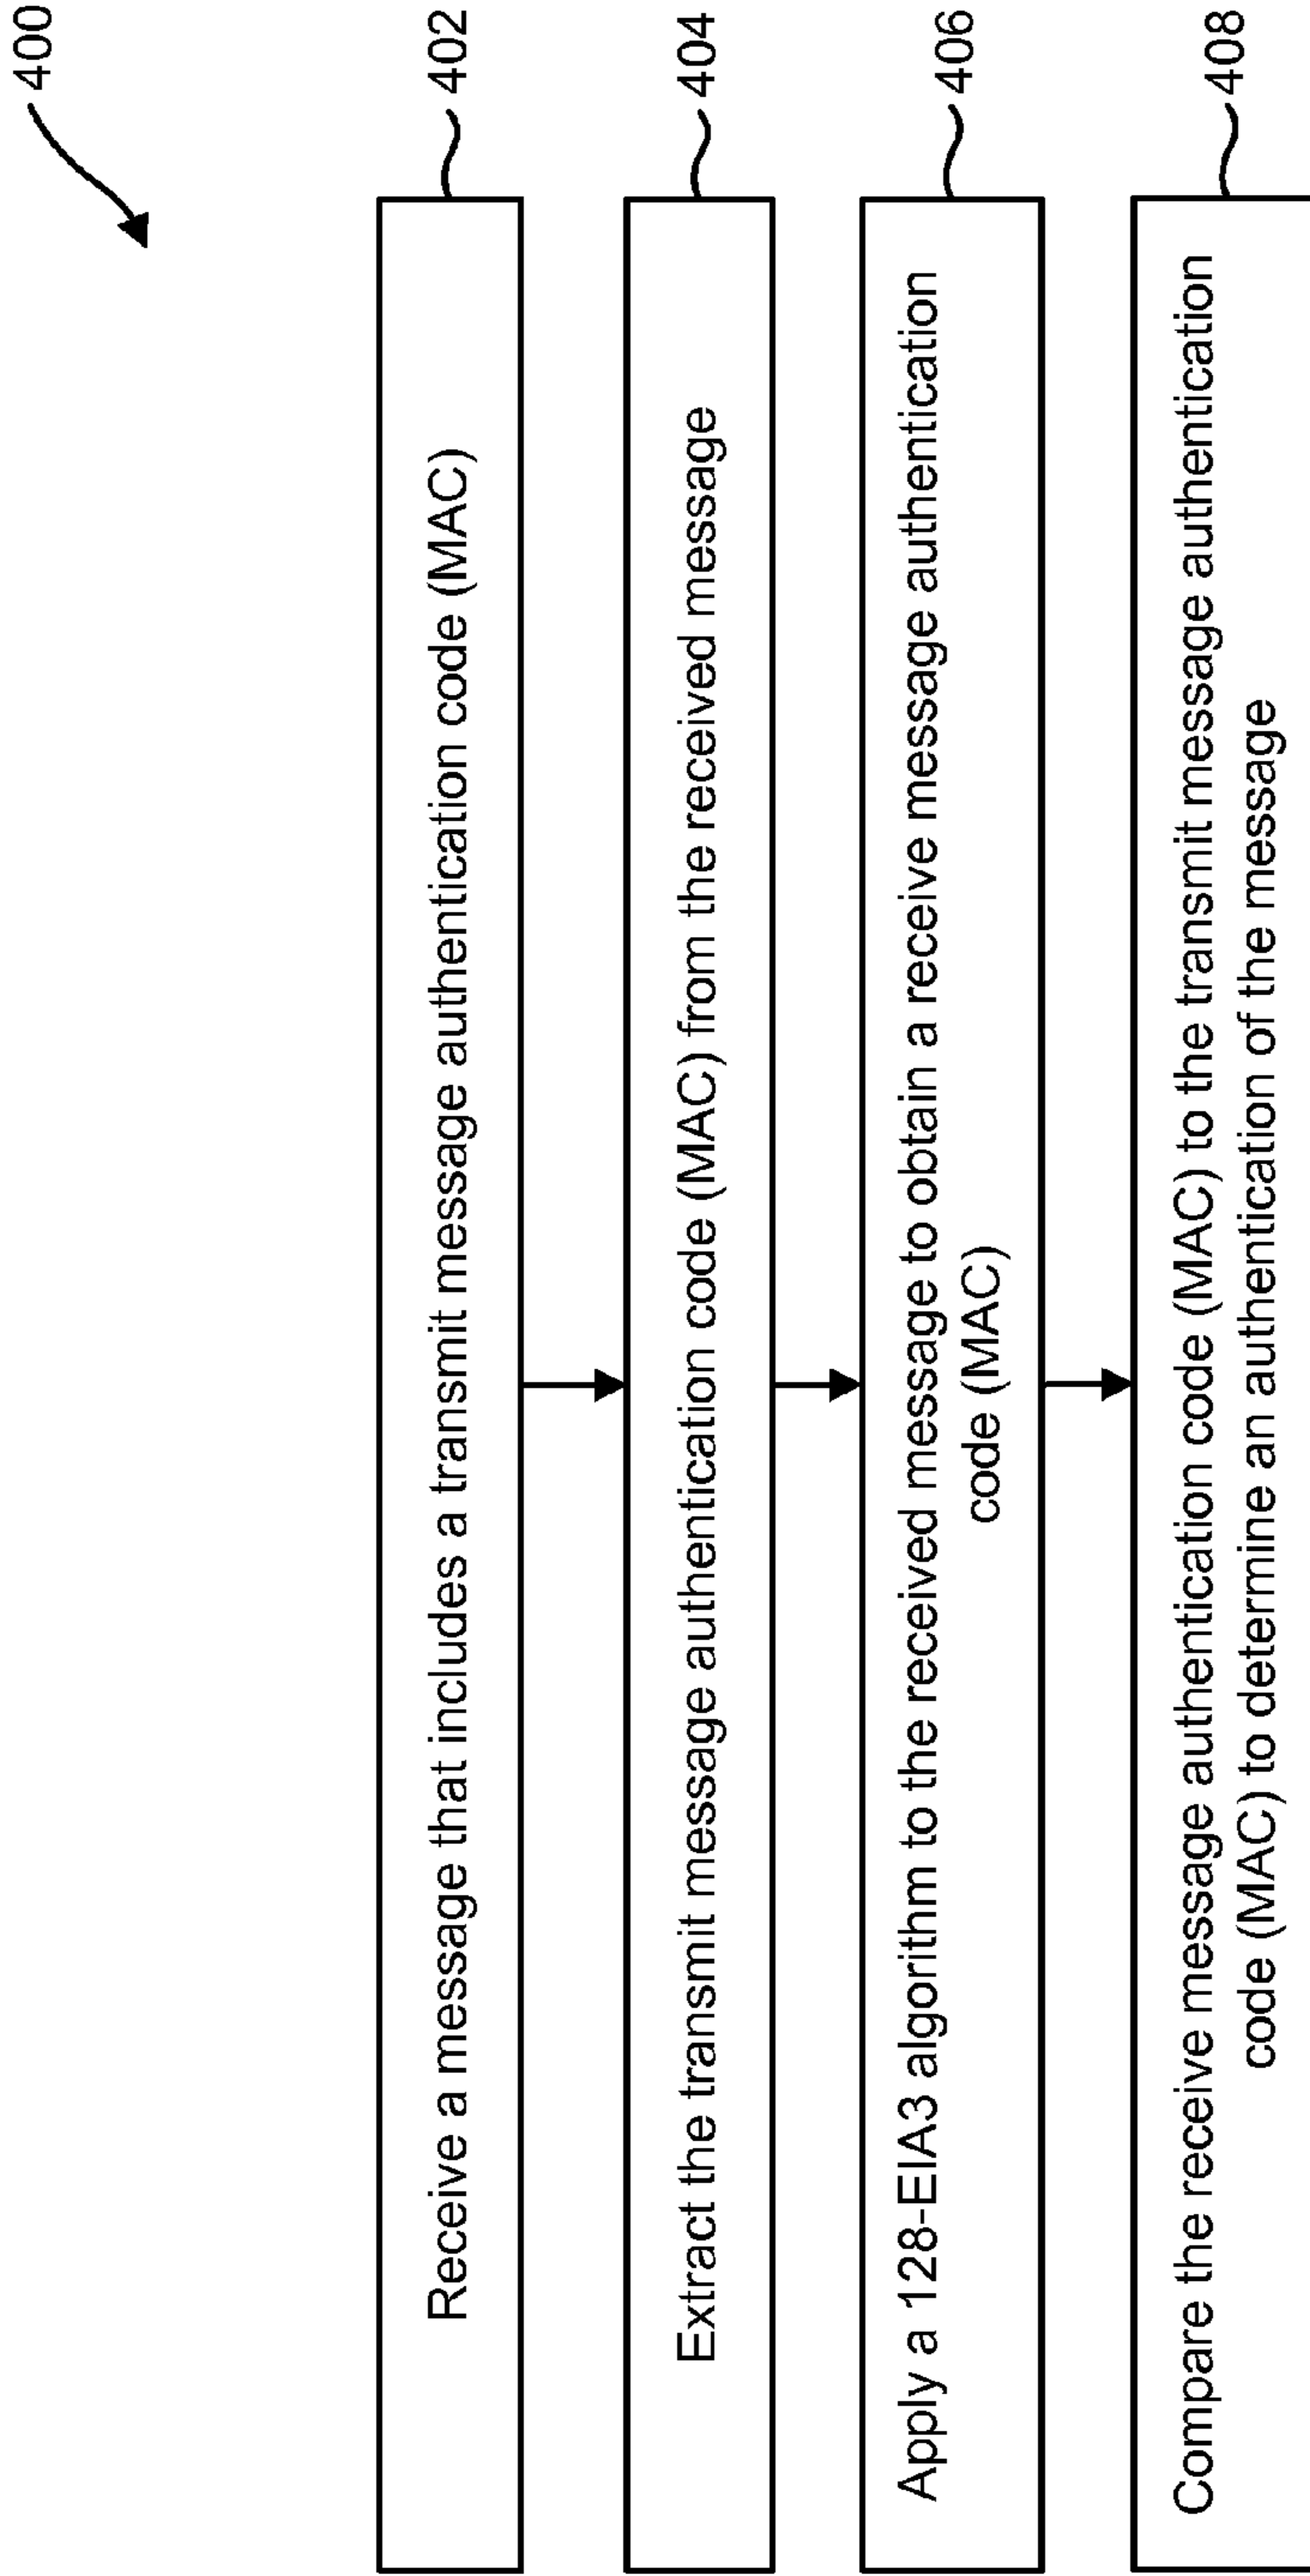 400
Receive a message that includes a transmit message authentication code (MAC)
402
Extract the transmit message authentication code (MAC) from the received message
404
Apply a 128-EIA3 algorithm to the received message to obtain a receive message authentication
code (MAC)
406
Compare the receive message authentication code (MAC) to the transmit message authentication
code (MAC) to determine an authentication of the message
408